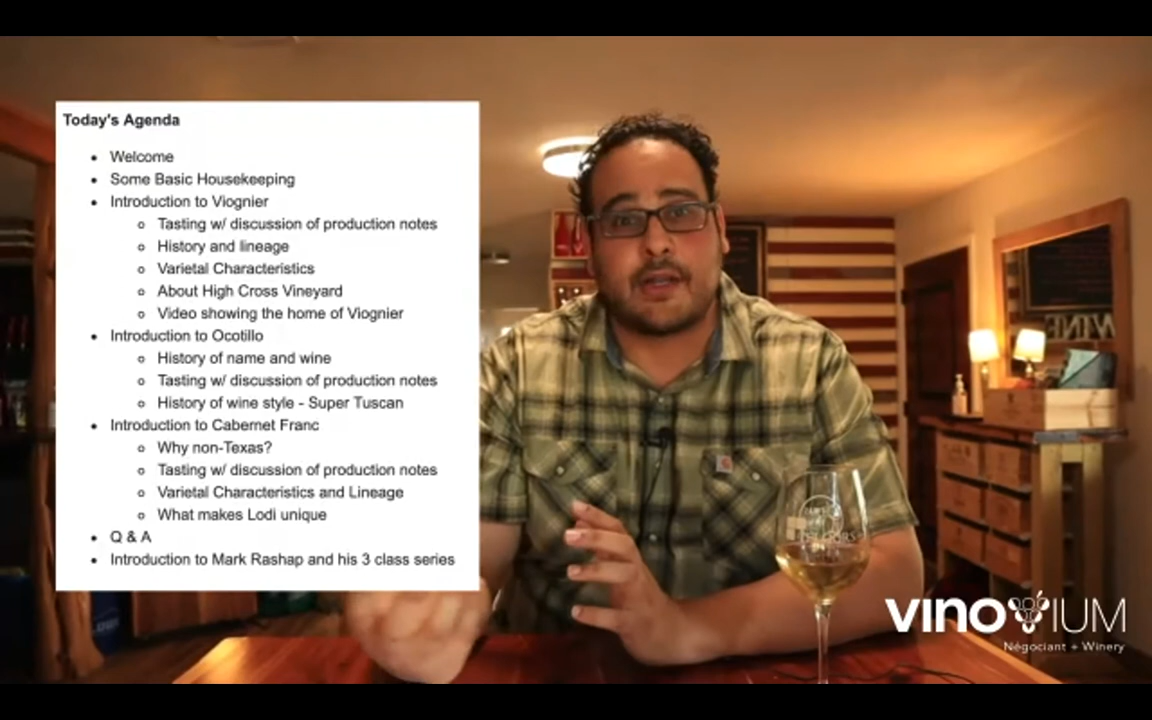 Today's Agenda
Welcome
Some Basic Housekeeping
Introduction to Viognier
Tasting w/ discussion of production notes
History and lineage
Varietal Characteristics
About High Cross Vineyard
Video showing the home of Viognier
Introduction to Ocotillo
History of name and wine
Tasting w/ discussion of production notes
History of wine style - Super Tuscan
Introduction to Cabernet Franc
Why non-Texas?
Tasting w/ discussion of production notes
Varietal Characteristics and Lineage
What makes Lodi unique
Q & A
Introduction to Mark Rashap and his 3 class series
WINE
VINOVIUM
Négociant + Winery